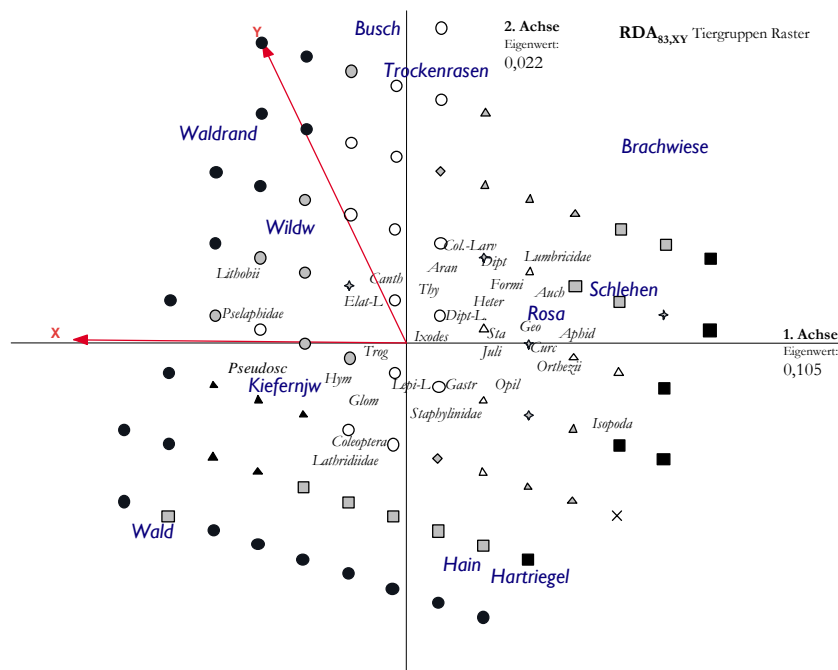 Busch
2. Achse
Eigenwert:
0,022
RDA83,XY Tiergruppen Raster
Y
Trockenrasen
Waldrand
Brachwiese
Wildw
Col.-Larv
Lithobii
Canth
Aran
Dipt
Lumbricidae
Elat-L
Thy
Formi
Auch
Schlehen
Heter
Pselaphidae
Dipt-L.
Rosa
X
Ixodes
Sta
Geo
Aphid
1. Achse
Eigenwert:
0,105
Trog
Juli
Curc
Orthezii
Pseudosc
Kiefernjw
Hym
Lepi-L
Gastr
Opil
Glom
Staphylinidae
Isopoda
Coleoptera
Lathridiidae
Wald
Hain
Hartriegel